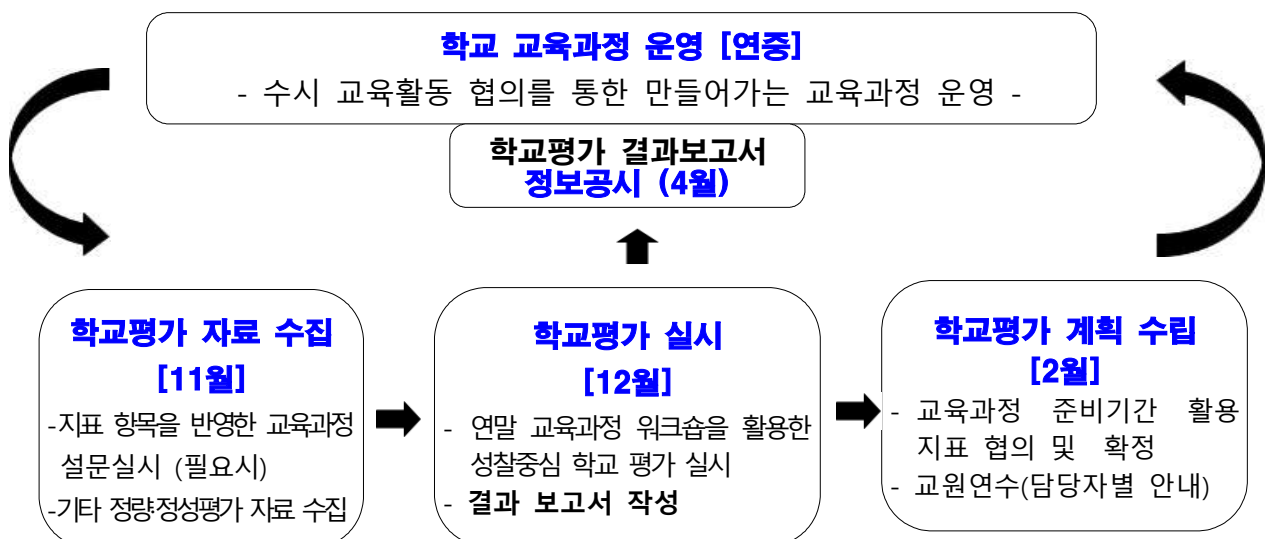 학교 교육과정 운영 [연중]
- 수시 교육활동 협의를 통한 만들어가는 교육과정 운영 -
학교평가 결과보고서
정보공시 (4월)
학교평가 자료 수집
[11월]
-지표 항목을 반영한 교육과정
설문실시 (필요시)
-기타 정량·정성평가 자료 수집
학교평가 실시
[12월]
- 연말 교육과정 워크숍을 활용한
성찰중심 학교 평가 실시
- 결과 보고서 작성
학교평가 계획 수립
[2월]
- 교육과정 준비기간 활용
지표 협의 및 확정
- 교원연수(담당자별 안내)